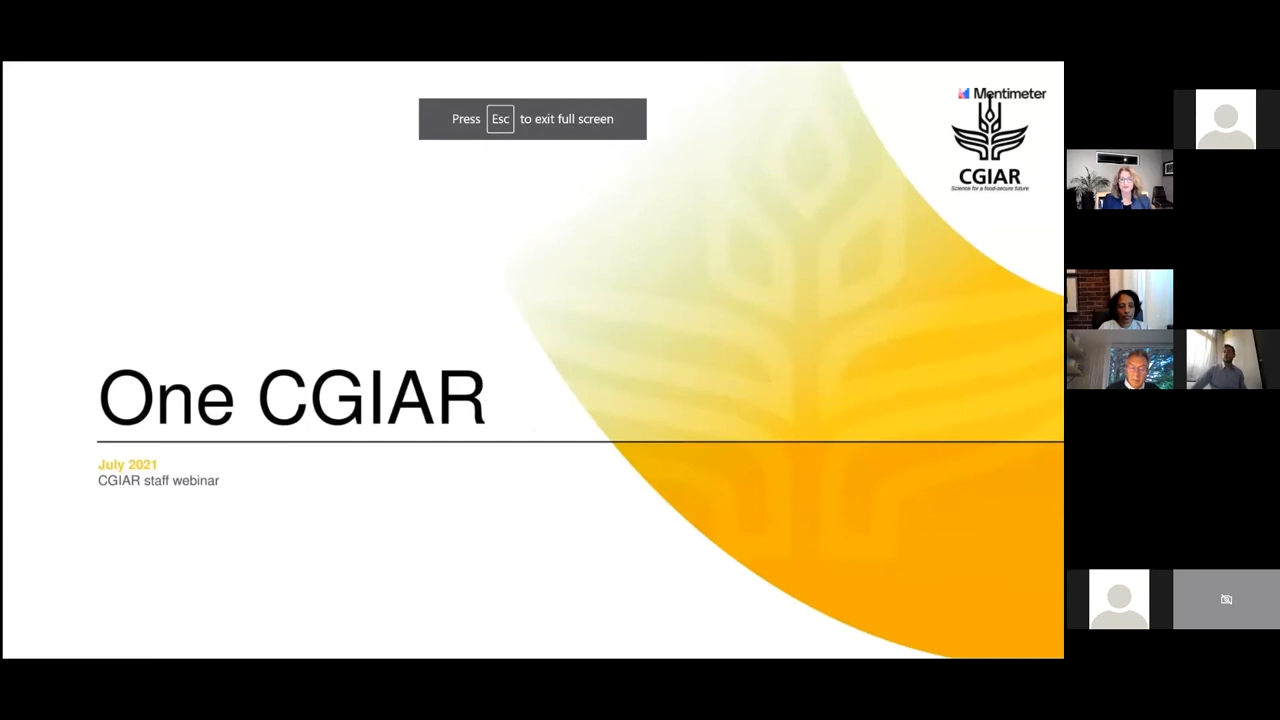 Press Esc to exit full screen
Mentimeter
CGIAR
Science for a food-secure future
One CGIAR
July 2021
CGIAR staff webinar